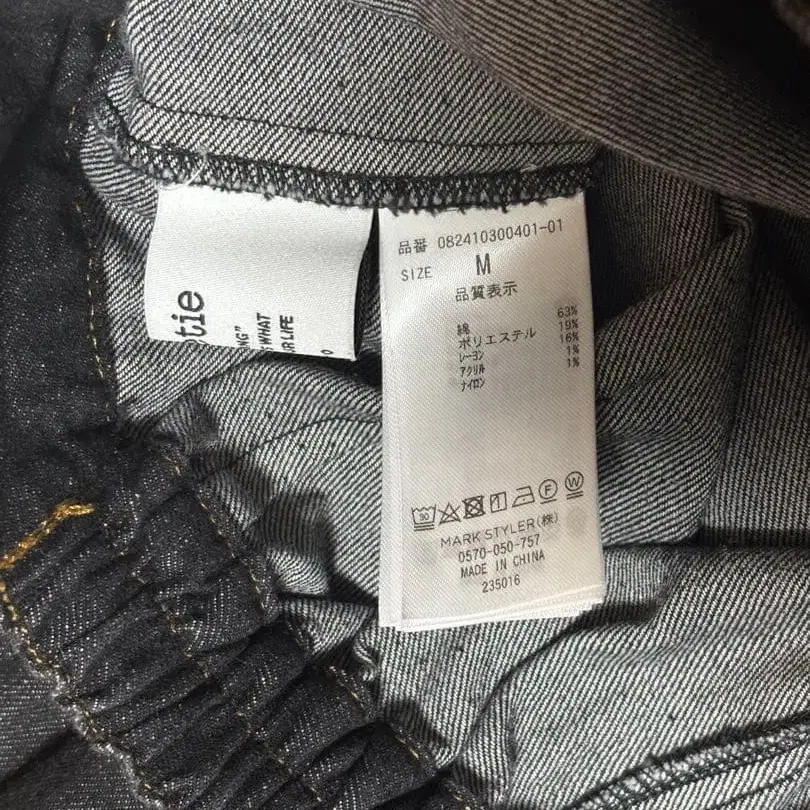 tie
NG"
S WHAT
R LIFE
品番 082410300401-01
SIZE M
品質表示
綿 63%
ポリエステル 19%
レーヨン 16%
アクリル 1%
ナイロン 1%
MARK STYLER(株)
0570-050-757
MADE IN CHINA
235016